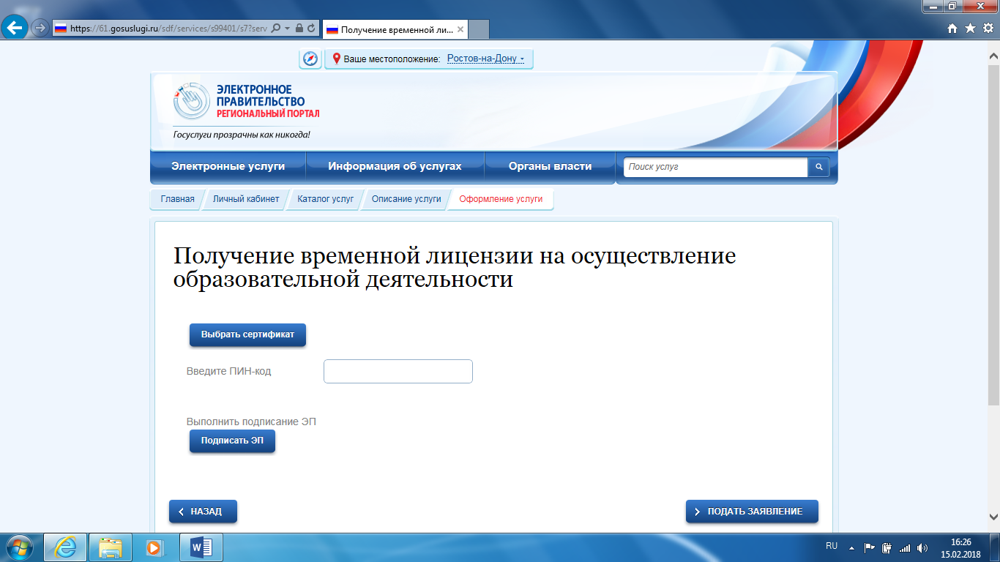 https://61.gosuslugi.ru/sdf/services/s99401/s7?serv
Получение временной ли...
Ваше местоположение: Ростов-на-Дону
ЭЛЕКТРОННОЕ
ПРАВИТЕЛЬСТВО
РЕГИОНАЛЬНЫЙ ПОРТАЛ
Госуслуги прозрачны как никогда!
Электронные услуги Информация об услугах Органы власти Поиск услуг
Главная Личный кабинет Каталог услуг Описание услуги Оформление услуги
Получение временной лицензии на осуществление
образовательной деятельности
Выбрать сертификат
Введите ПИН-код
Выполнить подписание ЭП
Подписать ЭП
НАЗАД ПОДАТЬ ЗАЯВЛЕНИЕ
RU 16:26
15.02.2018